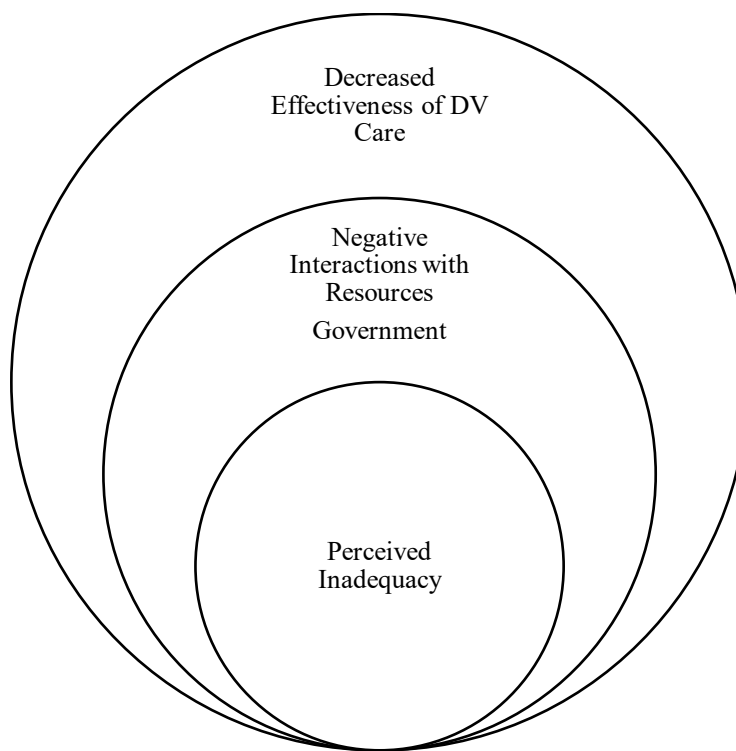 Decreased
Effectiveness of DV
Care
Negative
Interactions with
Resources
Government
Perceived
Inadequacy